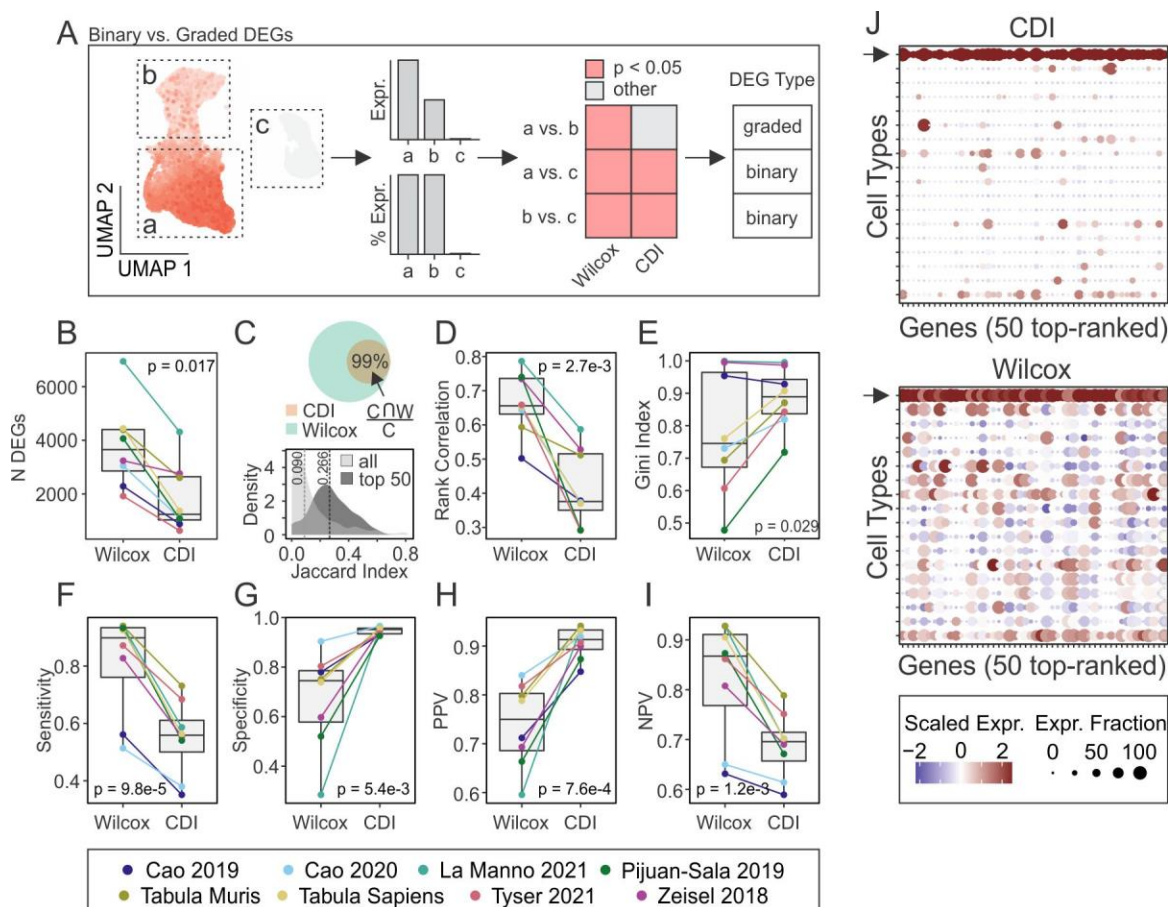 A Binary vs. Graded DEGs
b
c
a
UMAP 2
UMAP 1
Expr.
a b c
% Expr.
a b c
p < 0.05
other
a vs. b
a vs. c
b vs. c
Wilcox
CDI
DEG Type
graded
binary
binary
B
p = 0.017
N DEGs
6000
4000
2000
Wilcox CDI
C
99%
C∩W
C
CDI
Wilcox
0.090
0.266
all
top 50
Density
0.0 0.4 0.8
Jaccard Index
D
p = 2.7e-3
Rank Correlation
0.8
0.7
0.6
0.5
0.4
0.3
Wilcox CDI
E
Gini Index
1.0
0.9
0.8
0.7
0.6
0.5
p = 0.029
Wilcox CDI
F
Sensitivity
0.8
0.6
0.4
p = 9.8e-5
Wilcox CDI
G
Specificity
1.0
0.8
0.6
0.4
p = 5.4e-3
Wilcox CDI
H
PPV
0.9
0.8
0.7
0.6
p = 7.6e-4
Wilcox CDI
I
NPV
0.9
0.8
0.7
0.6
p = 1.2e-3
Wilcox CDI
Cao 2019 Cao 2020 La Manno 2021 Pijuan-Sala 2019
Tabula Muris Tabula Sapiens Tyser 2021 Zeisel 2018
J
CDI
Cell Types
Genes (50 top-ranked)
Wilcox
Cell Types
Genes (50 top-ranked)
Scaled Expr. Expr. Fraction
−2 0 2 0 50 100